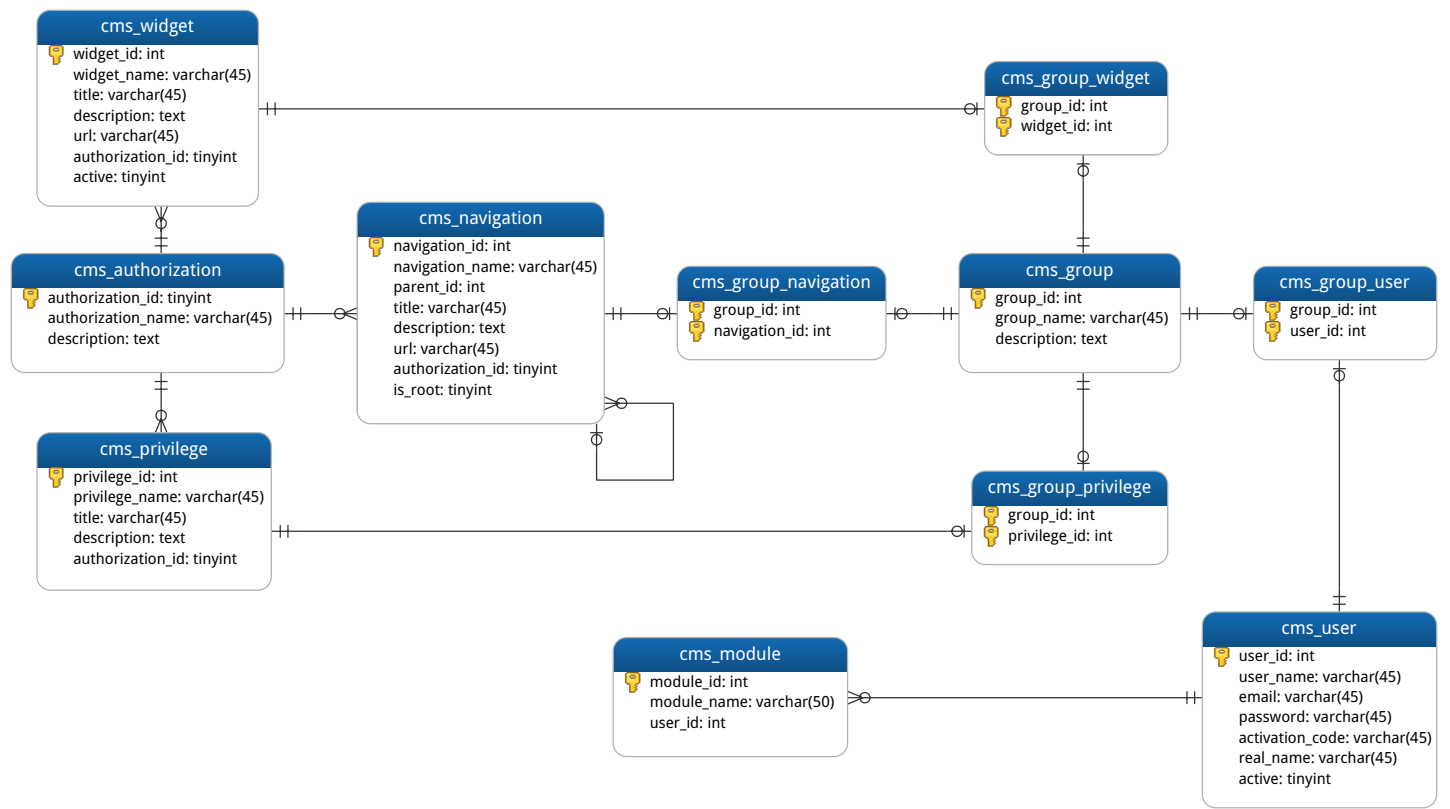 cms_widget
widget_id: int
widget_name: varchar(45)
title: varchar(45)
description: text
url: varchar(45)
authorization_id: tinyint
active: tinyint
cms_group_widget
group_id: int
widget_id: int
cms_authorization
authorization_id: tinyint
authorization_name: varchar(45)
description: text
cms_navigation
navigation_id: int
navigation_name: varchar(45)
parent_id: int
title: varchar(45)
description: text
url: varchar(45)
authorization_id: tinyint
is_root: tinyint
cms_group_navigation
group_id: int
navigation_id: int
cms_group
group_id: int
group_name: varchar(45)
description: text
cms_group_user
group_id: int
user_id: int
cms_privilege
privilege_id: int
privilege_name: varchar(45)
title: varchar(45)
description: text
authorization_id: tinyint
cms_group_privilege
group_id: int
privilege_id: int
cms_module
module_id: int
module_name: varchar(50)
user_id: int
cms_user
user_id: int
user_name: varchar(45)
email: varchar(45)
password: varchar(45)
activation_code: varchar(45)
real_name: varchar(45)
active: tinyint